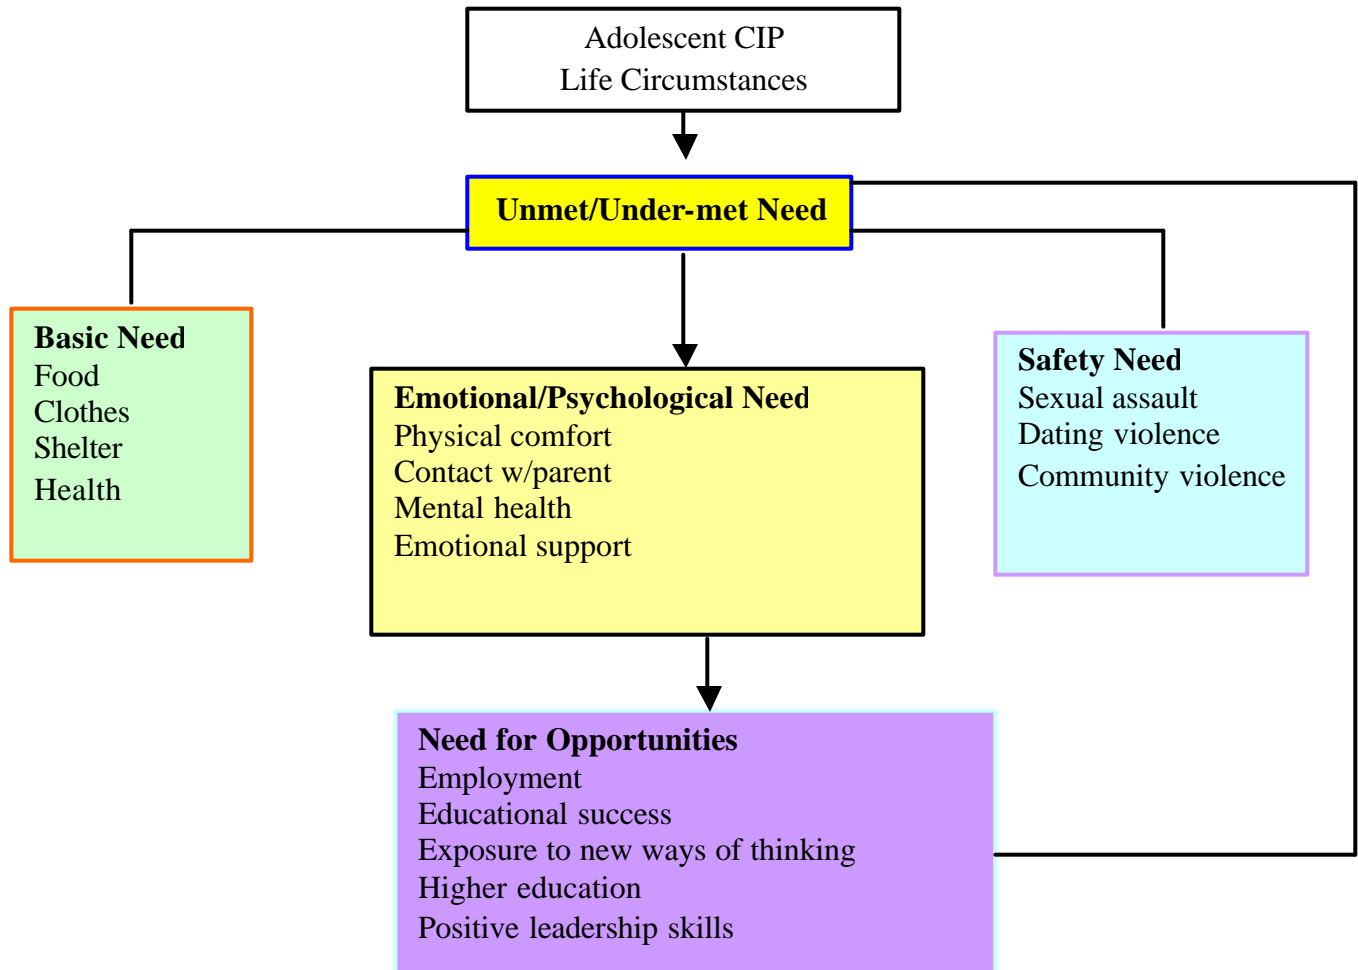 Adolescent CIP
Life Circumstances
Unmet/Under-met Need
Basic Need
Food
Clothes
Shelter
Health
Emotional/Psychological Need
Physical comfort
Contact w/parent
Mental health
Emotional support
Safety Need
Sexual assault
Dating violence
Community violence
Need for Opportunities
Employment
Educational success
Exposure to new ways of thinking
Higher education
Positive leadership skills